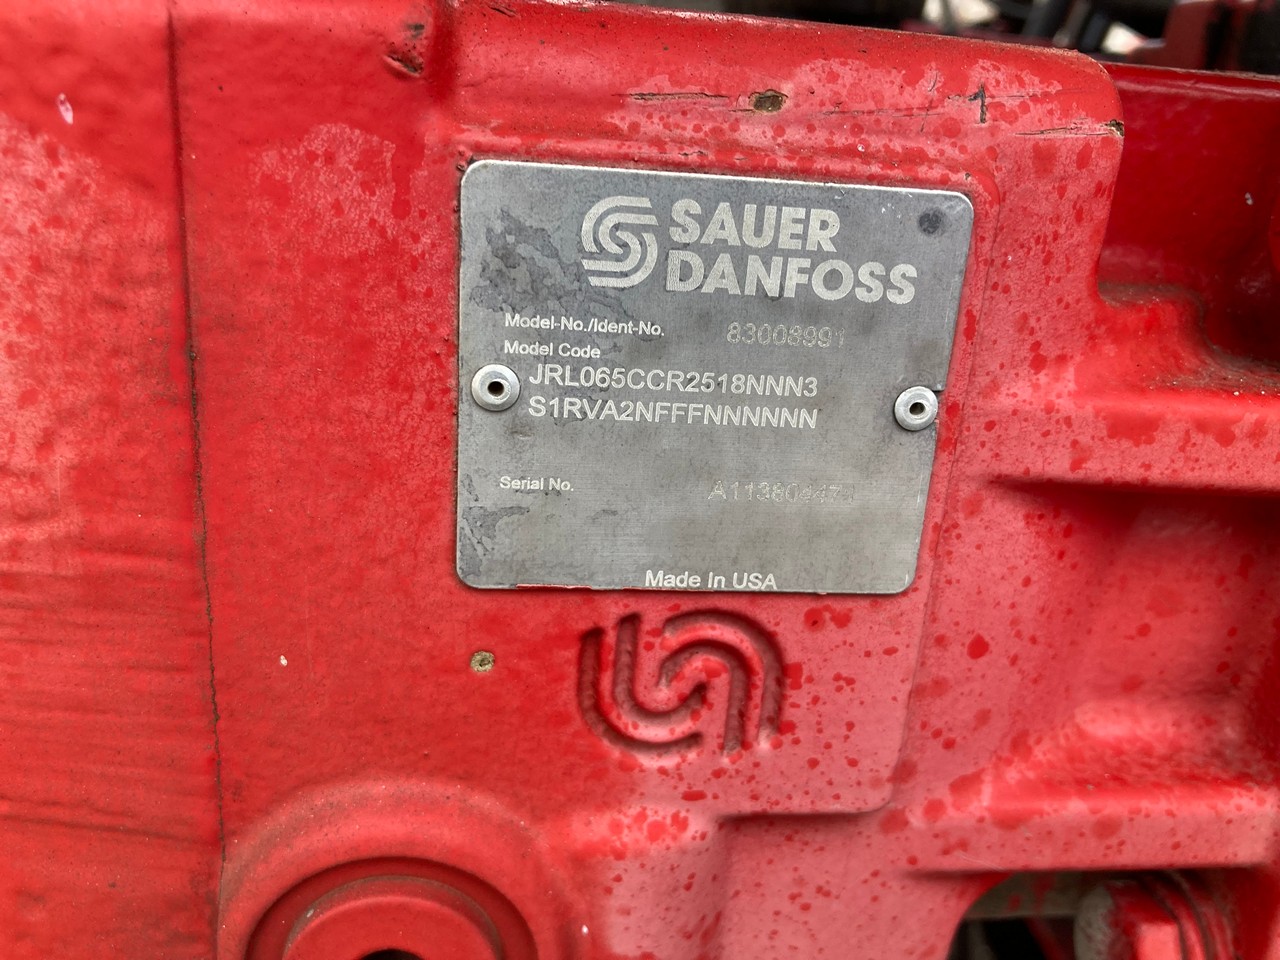 SAUER
DANFOSS
Model-No./Ident-No. 83008991
Model Code
JRL065CCR2518NNN3
S1RVA2NFFFNNNNNN
Serial No.
Made In USA